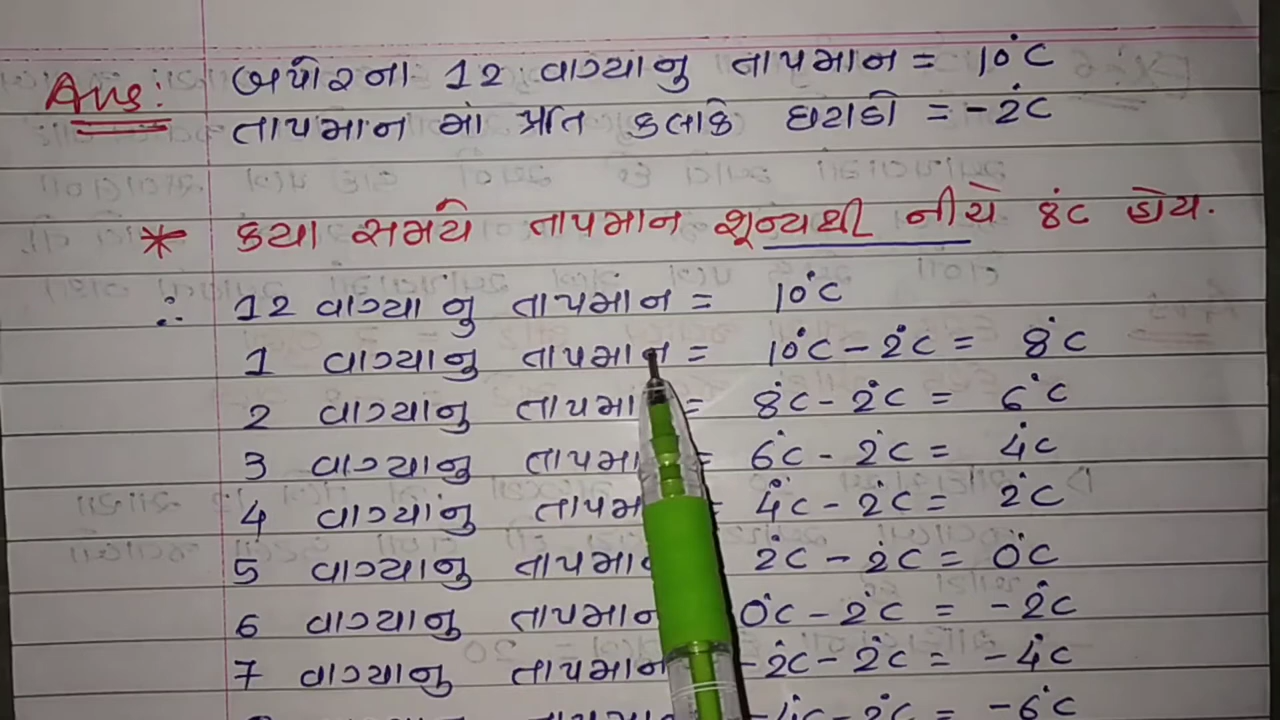 Ans: બપોરના 12 વાગ્યાનુ તાપમાન = 10°C
તાપમાન માં પ્રતિ કલાકે ઘટાડો = -2°C
* કયા સમયે તાપમાન શૂન્યથી નીચે 8°C હોય.
∴ 12 વાગ્યા નુ તાપમાન = 10°C
1 વાગ્યાનુ તાપમાન = 10°C - 2°C = 8°C
2 વાગ્યાનુ તાપમા = 8°C - 2°C = 6°C
3 વાગ્યાનુ તાપમા = 6°C - 2°C = 4°C
4 વાગ્યાંનુ તાપમ 4°C - 2°C = 2°C
5 વાગ્યાનુ તાપમા 2°C - 2°C = 0°C
6 વાગ્યાનુ તાપમાન 0°C - 2°C = -2°C
7 વાગ્યાનુ તાપમાન -2°C - 2°C = -4°C
-4°C - 2°C = -6°C